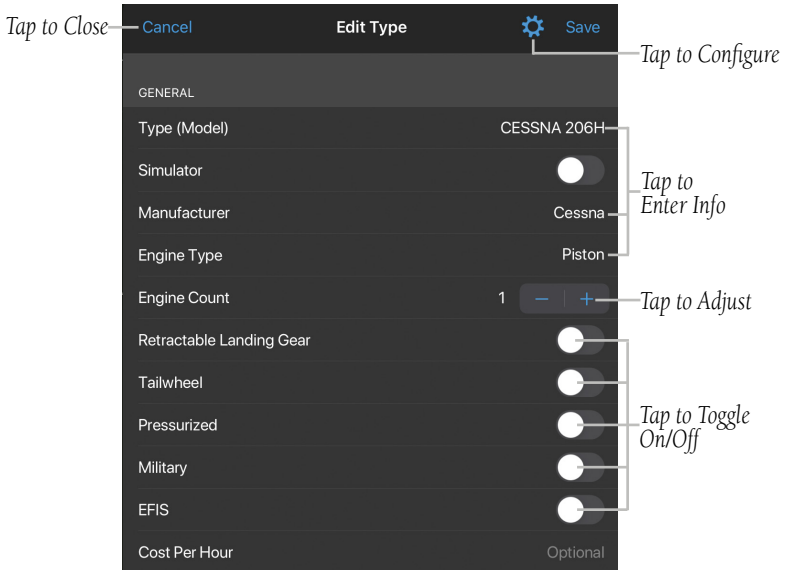 Tap to Close
Cancel
Edit Type
Save
Tap to Configure
GENERAL
Type (Model)
CESSNA 206H
Simulator
Tap to
Enter Info
Manufacturer
Cessna
Engine Type
Piston
Engine Count
1
−
+
Tap to Adjust
Retractable Landing Gear
Tailwheel
Pressurized
Tap to Toggle
On/Off
Military
EFIS
Cost Per Hour
Optional